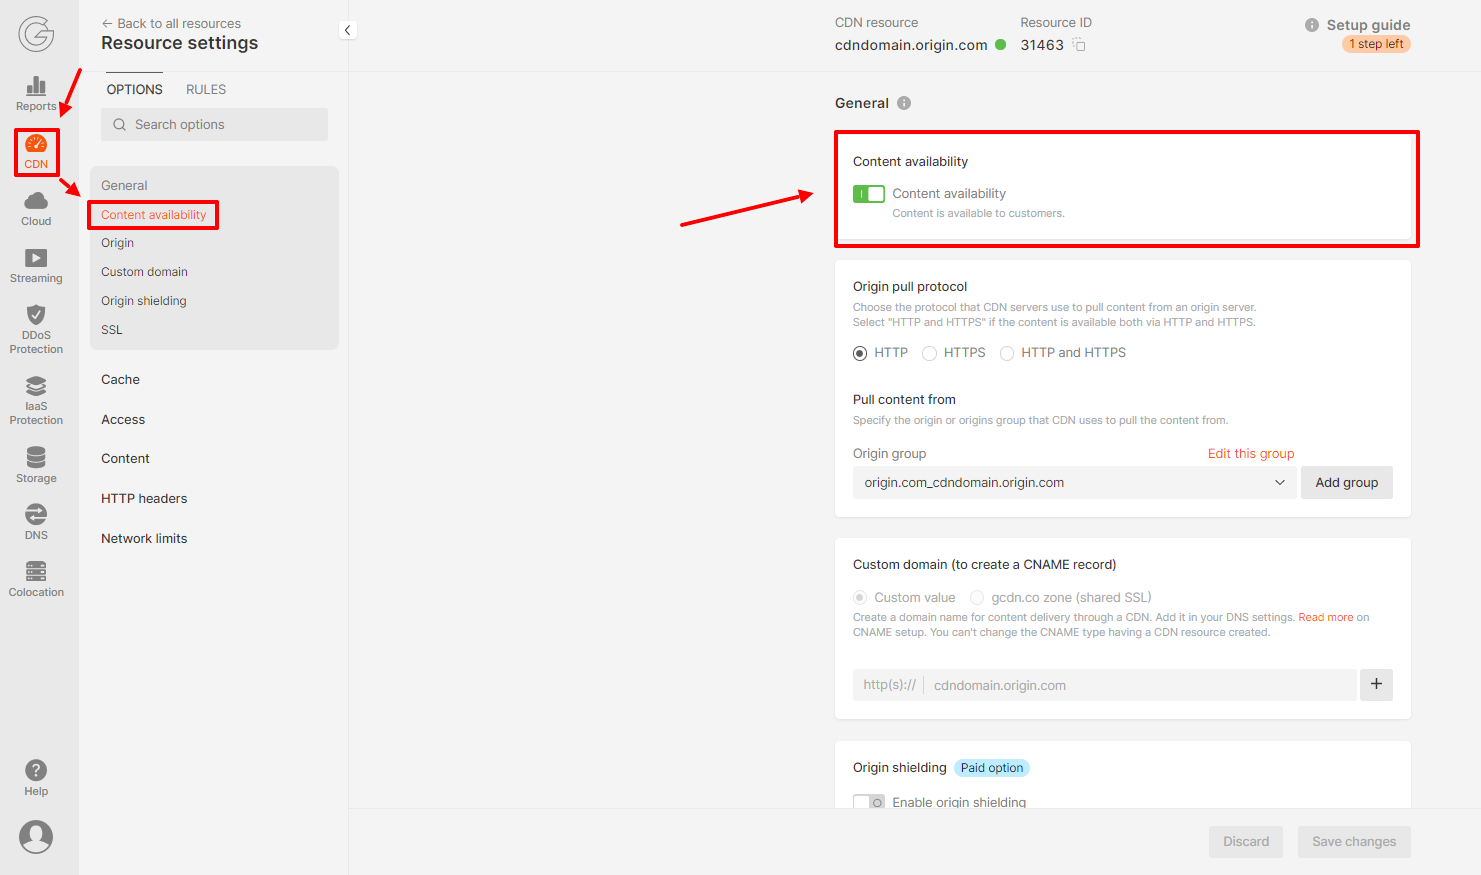 Reports
CDN
Cloud
Streaming
DDoS
Protection
IaaS
Protection
Storage
DNS
Colocation
Help
← Back to all resources
Resource settings
OPTIONS RULES
Search options
General
Content availability
Origin
Custom domain
Origin shielding
SSL
Cache
Access
Content
HTTP headers
Network limits
CDN resource
cdndomain.origin.com
Resource ID
31463
Setup guide
1 step left
General
Content availability
Content availability
Content is available to customers.
Origin pull protocol
Choose the protocol that CDN servers use to pull content from an origin server.
Select "HTTP and HTTPS" if the content is available both via HTTP and HTTPS.
HTTP HTTPS HTTP and HTTPS
Pull content from
Specify the origin or origins group that CDN uses to pull the content from.
Origin group Edit this group
origin.com_cdndomain.origin.com Add group
Custom domain (to create a CNAME record)
Custom value gcdn.co zone (shared SSL)
Create a domain name for content delivery through a CDN. Add it in your DNS settings. Read more on
CNAME setup. You can't change the CNAME type having a CDN resource created.
http(s):// cdndomain.origin.com +
Origin shielding Paid option
Enable origin shielding
Discard Save changes